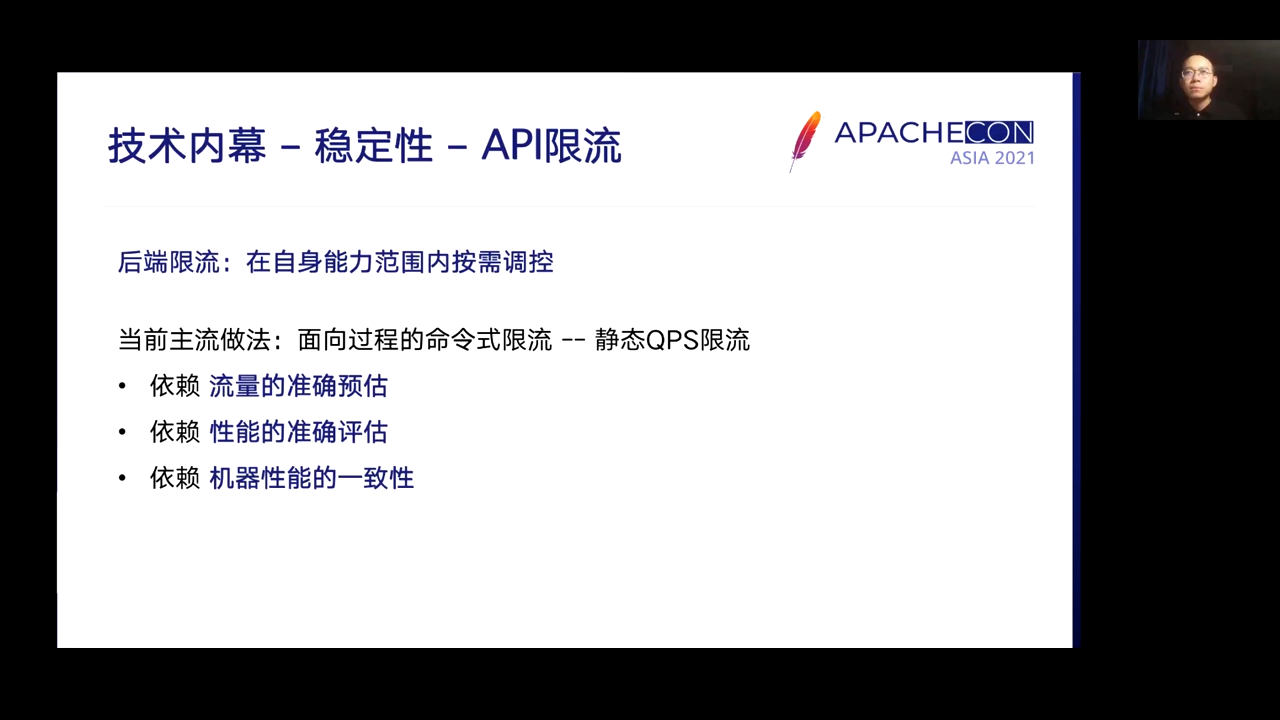 技术内幕 – 稳定性 – API限流
APACHECON
ASIA 2021
后端限流：在自身能力范围内按需调控
当前主流做法：面向过程的命令式限流 -- 静态QPS限流
• 依赖 流量的准确预估
• 依赖 性能的准确评估
• 依赖 机器性能的一致性